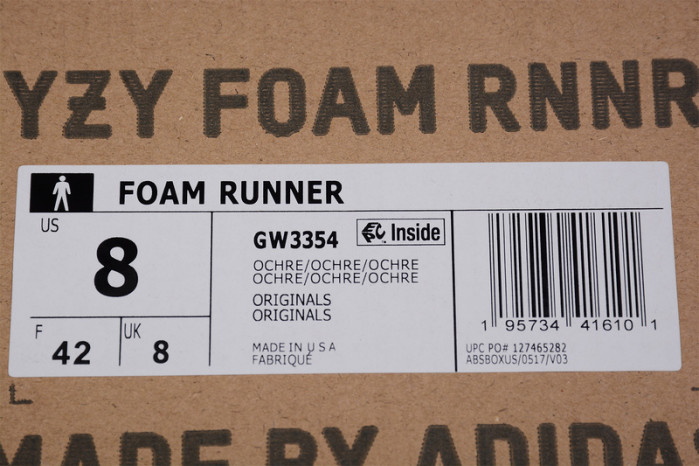 YZY FOAM RNNR
FOAM RUNNER
US
8
F
42
UK
8
GW3354
Inside
OCHRE/OCHRE/OCHRE
OCHRE/OCHRE/OCHRE
ORIGINALS
ORIGINALS
MADE IN U S A
FABRIQUÉ
1 95734 41610 1
UPC PO# 127465282
ABSBOXUS/0517/V03
MADE BY ADIDAS